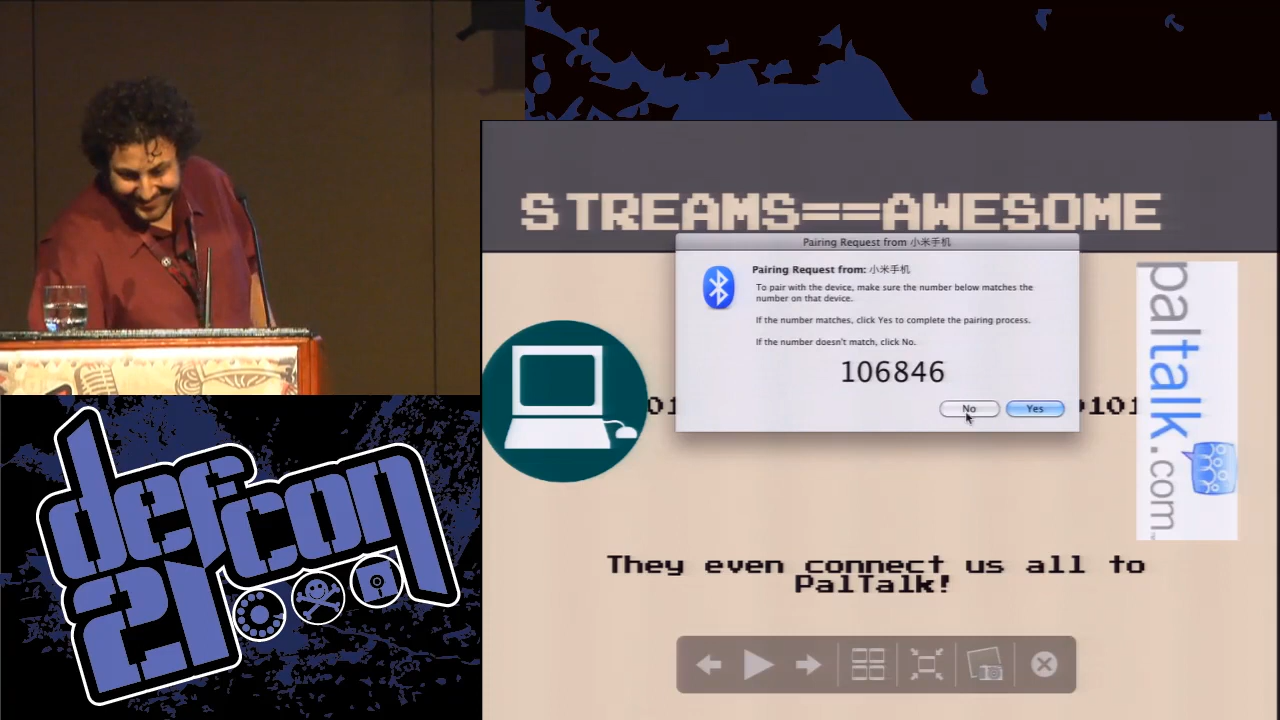 STREAMS==AWESOME
Pairing Request from 小米手机
Pairing Request from: 小米手机
To pair with the device, make sure the number below matches the
number on that device.
If the number matches, click Yes to complete the pairing process.
If the number doesn't match, click No.
106846
No
Yes
01
101
paltalk.com
They even connect us all to
PalTalk!
defcon
21